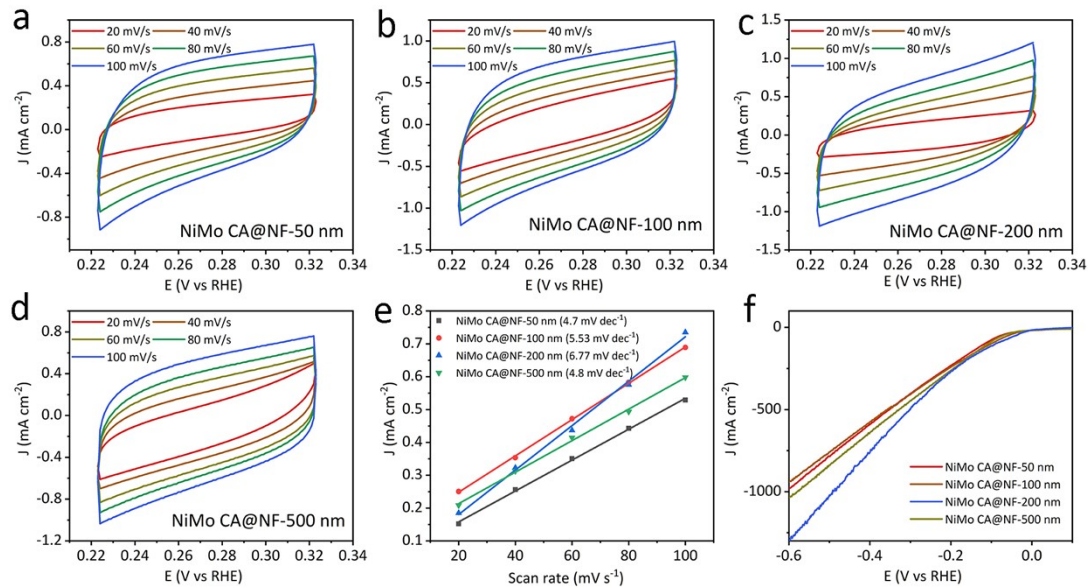 a
0.8
0.4
0.0
-0.4
-0.8
J (mA cm⁻²)
20 mV/s 40 mV/s
60 mV/s 80 mV/s
100 mV/s
NiMo CA@NF-50 nm
0.22 0.24 0.26 0.28 0.30 0.32 0.34
E (V vs RHE)
b
1.5
1.0
0.5
0.0
-0.5
-1.0
-1.5
J (mA cm⁻²)
20 mV/s 40 mV/s
60 mV/s 80 mV/s
100 mV/s
NiMo CA@NF-100 nm
0.22 0.24 0.26 0.28 0.30 0.32 0.34
E (V vs RHE)
c
1.5
1.0
0.5
0.0
-0.5
-1.0
-1.5
J (mA cm⁻²)
20 mV/s 40 mV/s
60 mV/s 80 mV/s
100 mV/s
NiMo CA@NF-200 nm
0.22 0.24 0.26 0.28 0.30 0.32 0.34
E (V vs RHE)
d
0.8
0.4
0.0
-0.4
-0.8
-1.2
J (mA cm⁻²)
20 mV/s 40 mV/s
60 mV/s 80 mV/s
100 mV/s
NiMo CA@NF-500 nm
0.22 0.24 0.26 0.28 0.30 0.32 0.34
E (V vs RHE)
e
0.8
0.7
0.6
0.5
0.4
0.3
0.2
0.1
J (mA cm⁻²)
NiMo CA@NF-50 nm (4.7 mV dec⁻¹)
NiMo CA@NF-100 nm (5.53 mV dec⁻¹)
NiMo CA@NF-200 nm (6.77 mV dec⁻¹)
NiMo CA@NF-500 nm (4.8 mV dec⁻¹)
20 40 60 80 100
Scan rate (mV s⁻¹)
f
0
-500
-1000
J (mA cm⁻²)
NiMo CA@NF-50 nm
NiMo CA@NF-100 nm
NiMo CA@NF-200 nm
NiMo CA@NF-500 nm
-0.6 -0.4 -0.2 0.0
E (V vs RHE)